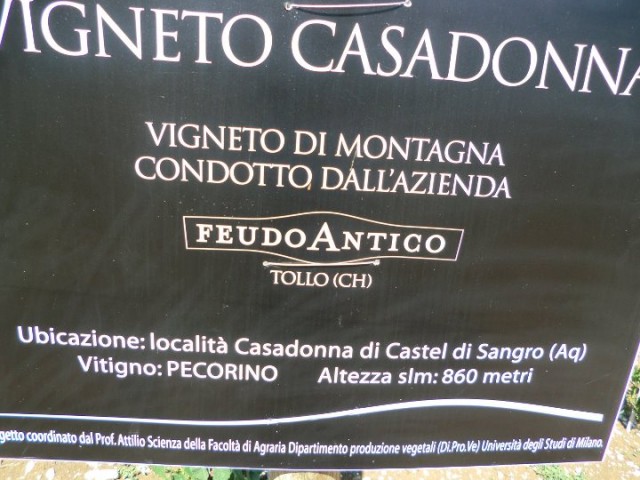 VIGNETO CASADONNA
VIGNETO DI MONTAGNA
CONDOTTO DALL'AZIENDA
FEUDOANTICO
TOLLO (CH)
Ubicazione: località Casadonna di Castel di Sangro (Aq)
Vitigno: PECORINO Altezza slm: 860 metri
getto coordinato dal Prof. Attilio Scienza della Facoltà di Agraria Dipartimento produzione vegetali (Di.Pro.Ve) Università degli Studi di Milano.